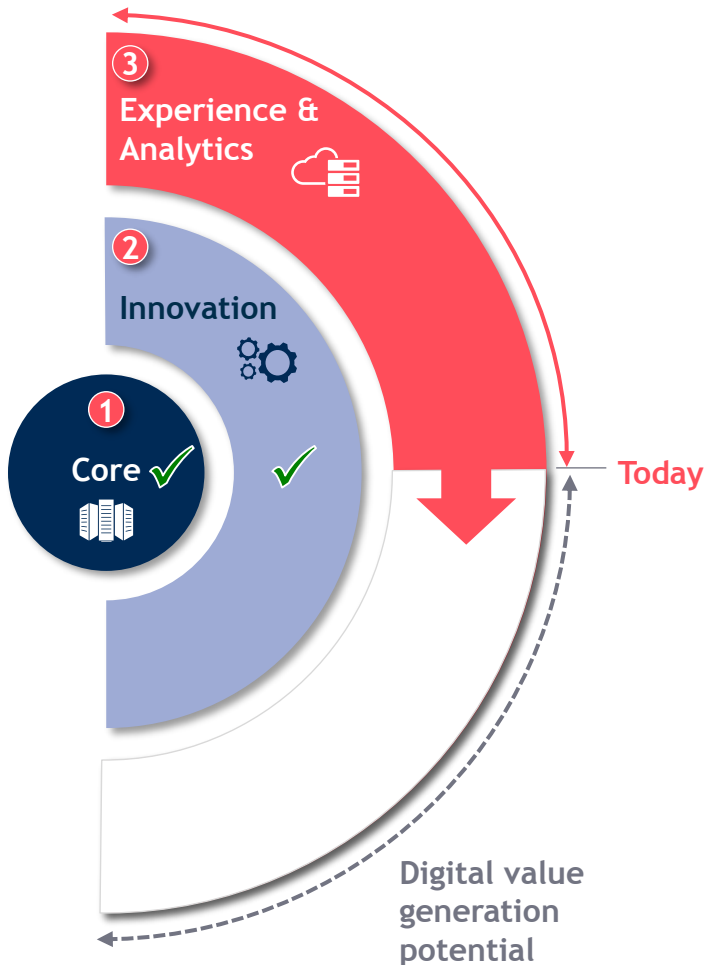 3
Experience &
Analytics
2
Innovation
1
Core
Today
Digital value
generation
potential